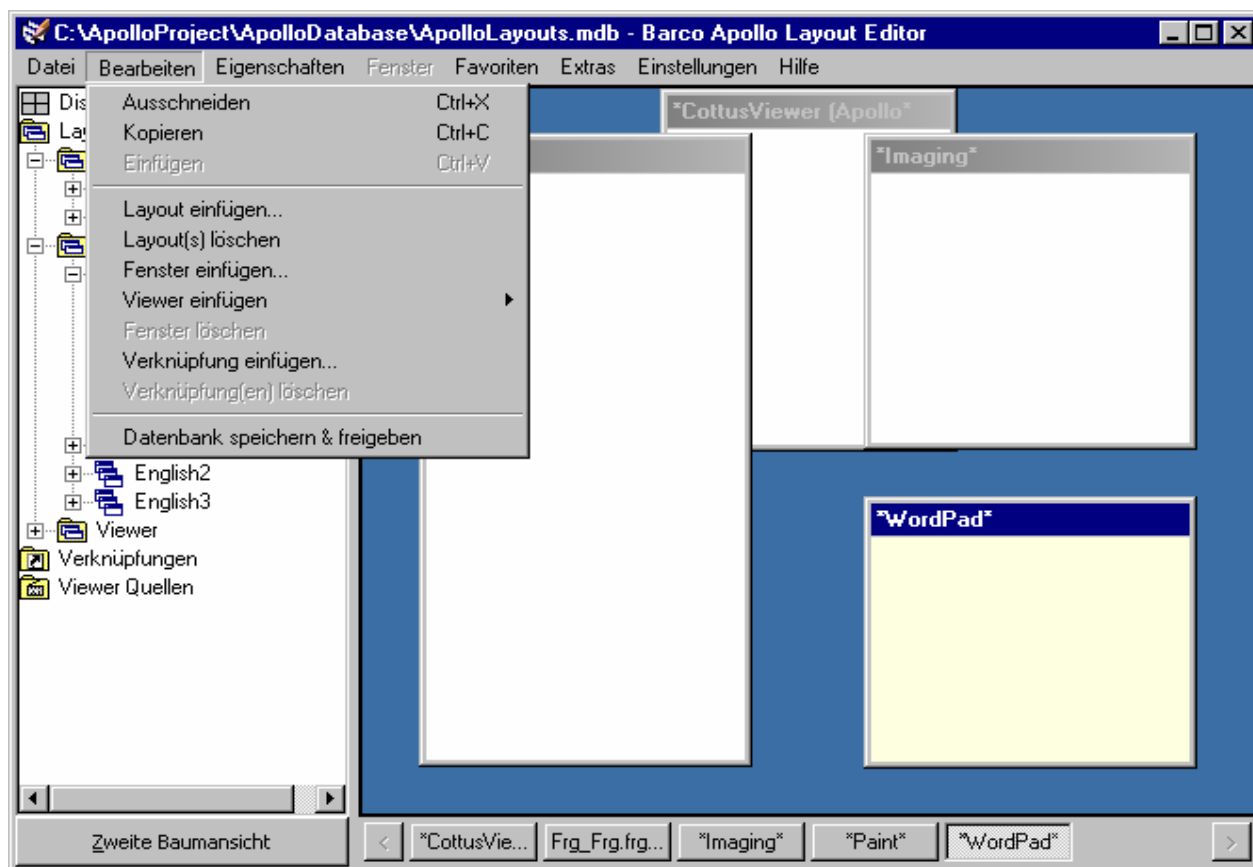 C:\ApolloProject\ApolloDatabase\ApolloLayouts.mdb - Barco Apollo Layout Editor
Datei Bearbeiten Eigenschaften Fenster Favoriten Extras Einstellungen Hilfe
Dis
Lay
Ausschneiden Ctrl+X
Kopieren Ctrl+C
Einfügen Ctrl+V
Layout einfügen...
Layout(s) löschen
Fenster einfügen...
Viewer einfügen
Fenster löschen
Verknüpfung einfügen...
Verknüpfung(en) löschen
Datenbank speichern & freigeben
English2
English3
Viewer
Verknüpfungen
Viewer Quellen
*CottusViewer (Apollo*
*Imaging*
*WordPad*
Zweite Baumansicht
< *CottusVie... Frg_Frg.frg... *Imaging* *Paint* *WordPad* >